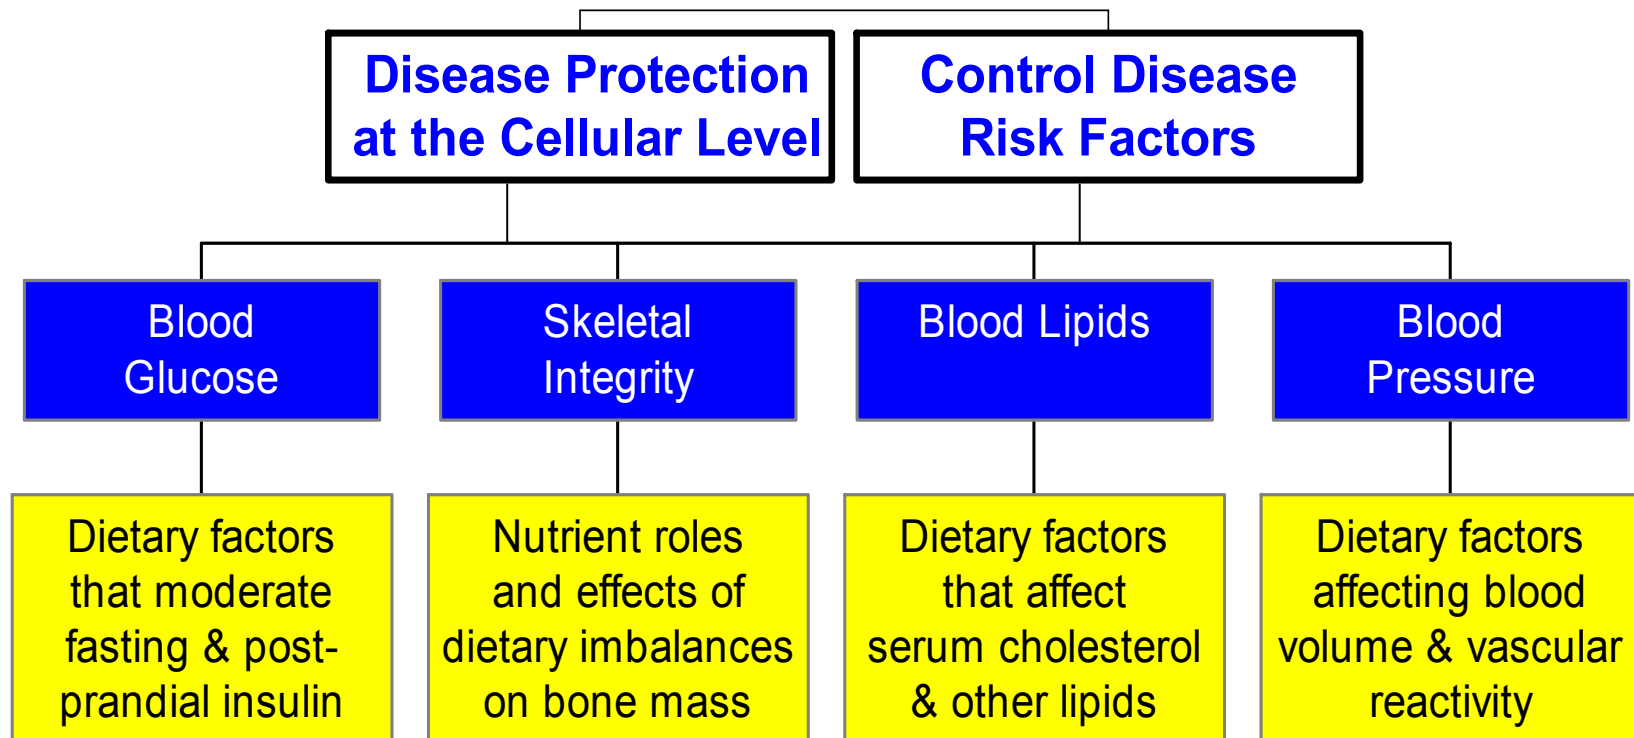 Disease Protection
at the Cellular Level
Control Disease
Risk Factors
Blood
Glucose
Skeletal
Integrity
Blood Lipids
Blood
Pressure
Dietary factors
that moderate
fasting & post-
prandial insulin
Nutrient roles
and effects of
dietary imbalances
on bone mass
Dietary factors
that affect
serum cholesterol
& other lipids
Dietary factors
affecting blood
volume & vascular
reactivity